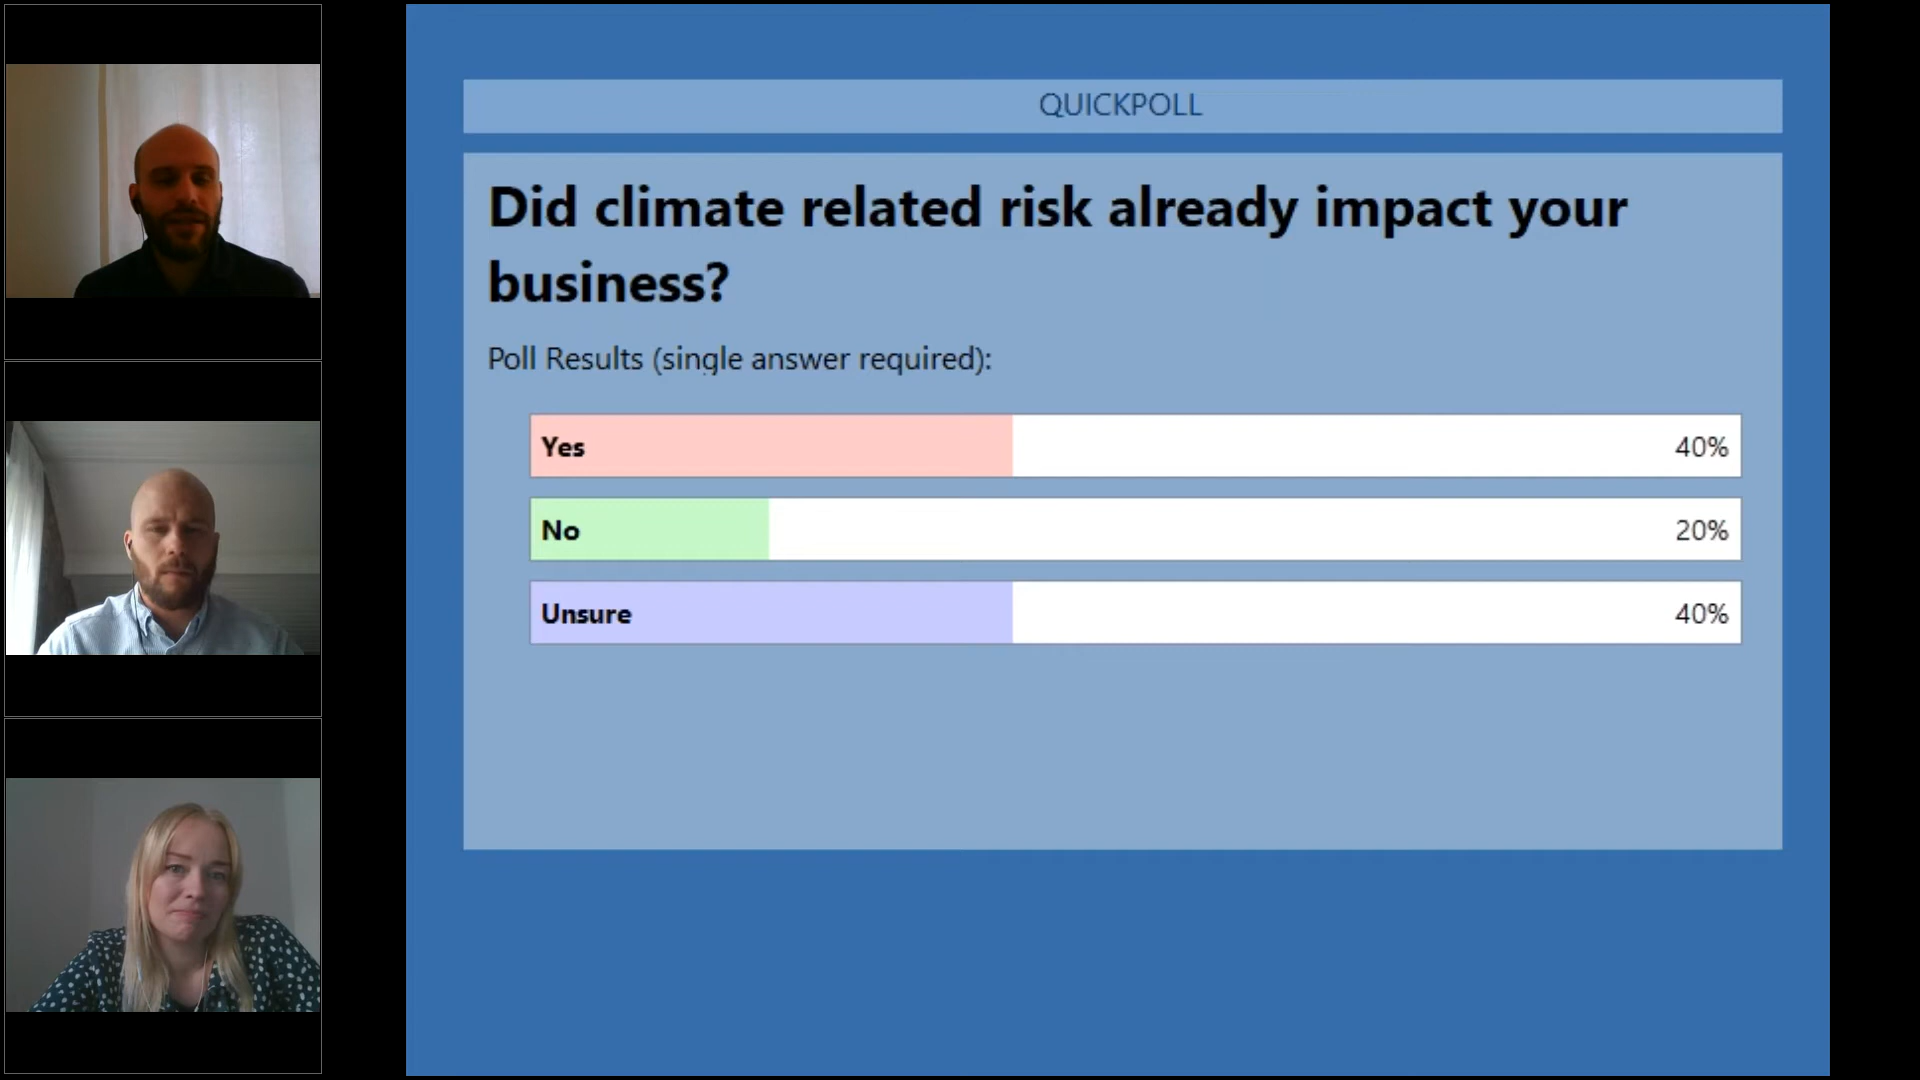 QUICKPOLL
Did climate related risk already impact your
business?
Poll Results (single answer required):
Yes 40%
No 20%
Unsure 40%